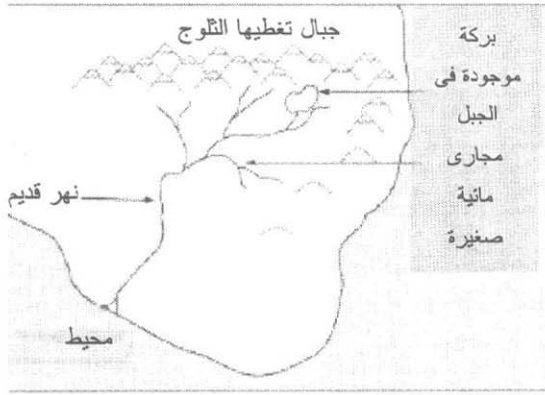 جبال تغطيها الثلوج
بركة
موجودة فى
الجبل
مجارى
مائية
صغيرة
نهر قديم
محيط